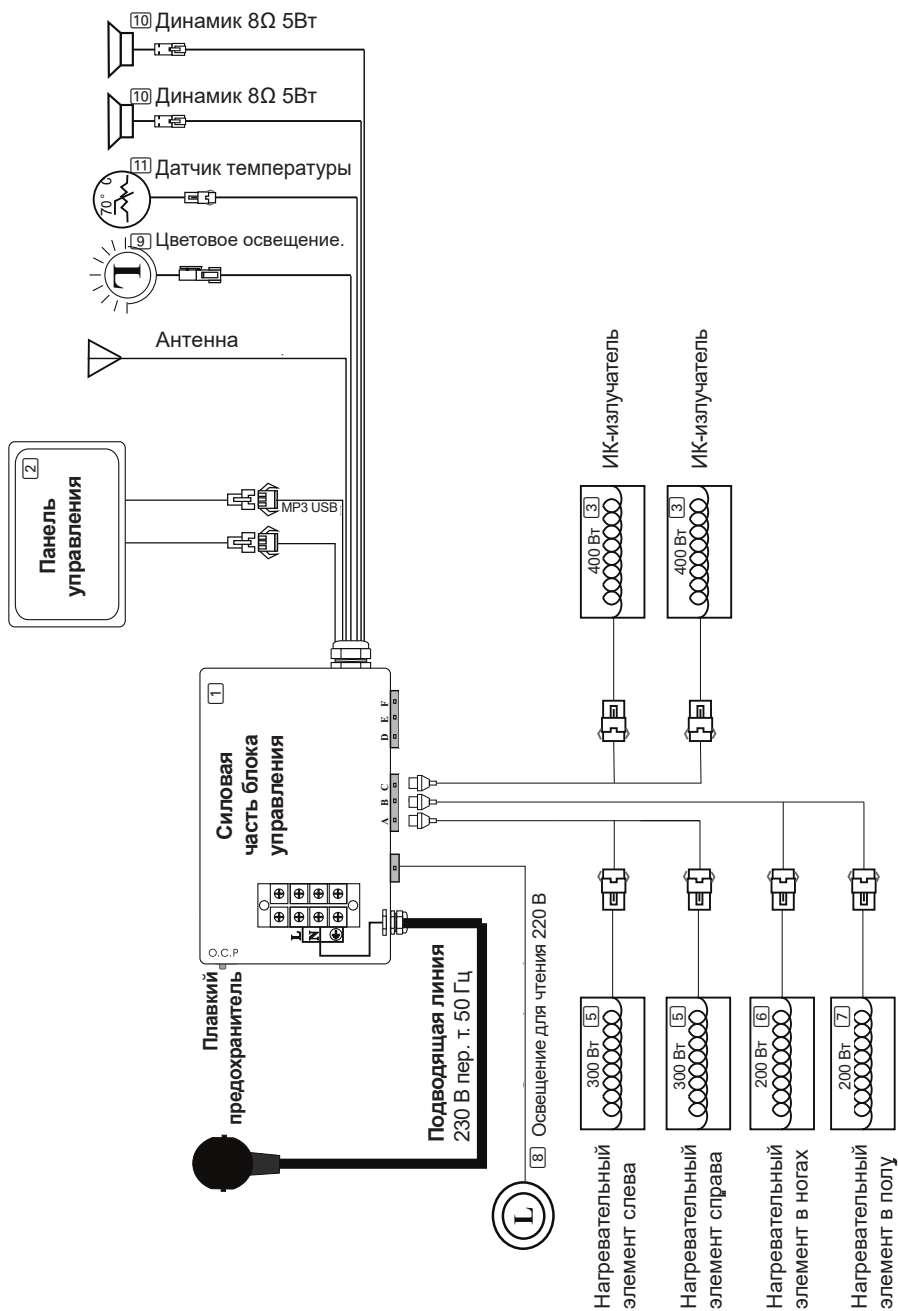 10 Динамик 8Ω 5Вт
10 Динамик 8Ω 5Вт
11 Датчик температуры
70° C
9 Цветовое освещение.
L
Антенна
2
Панель
управления
MP3 USB
1
Силовая
часть блока
управления
O.C.P
L
N
A B C
D E F
Плавкий
предохранитель
Подводящая линия
230 В пер. т. 50 Гц
8 Освещение для чтения 220 В
L
3
400 Вт
ИК-излучатель
3
400 Вт
ИК-излучатель
5
300 Вт
Нагревательный
элемент слева
5
300 Вт
Нагревательный
элемент справа
6
200 Вт
Нагревательный
элемент в ногах
7
200 Вт
Нагревательный
элемент в полу